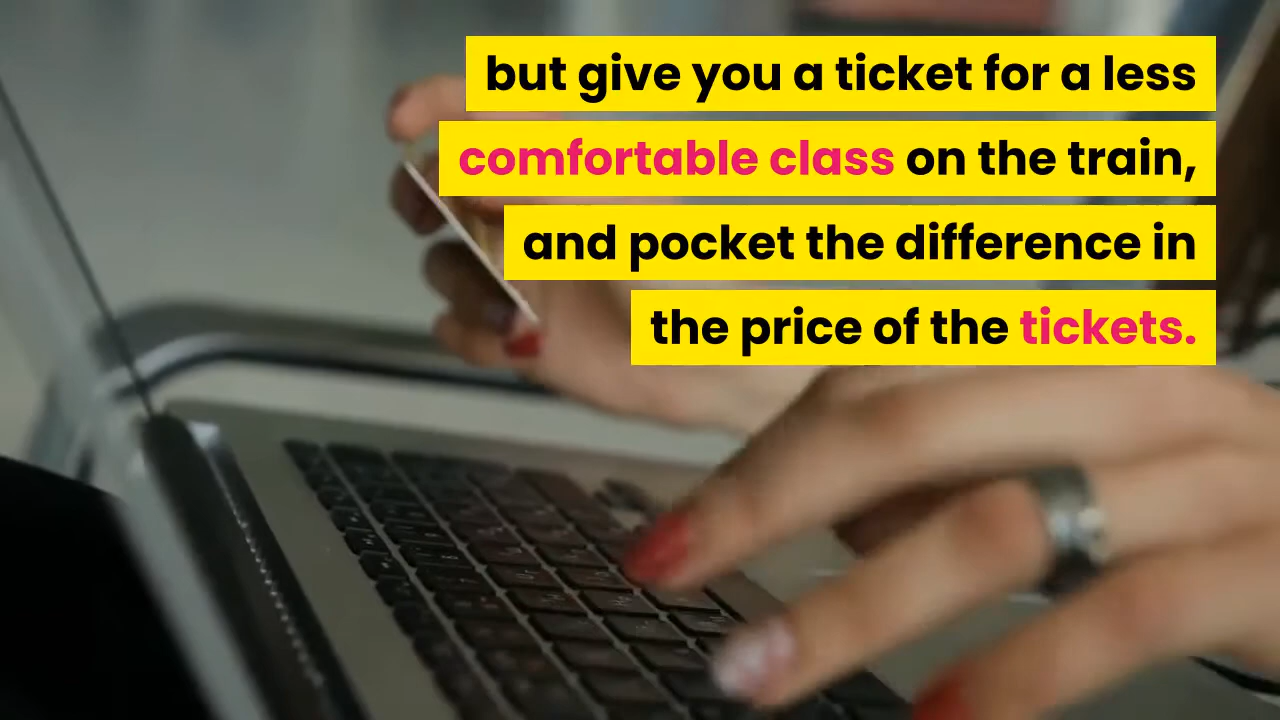 but give you a ticket for a less
comfortable class on the train,
and pocket the difference in
the price of the tickets.